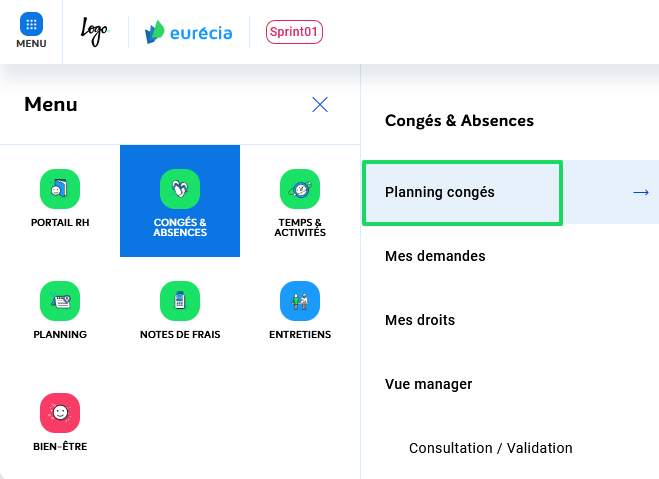 MENU
Logo
eurécia
Sprint01
Menu
Congés & Absences
PORTAIL RH
CONGÉS &
ABSENCES
TEMPS &
ACTIVITÉS
PLANNING
NOTES DE FRAIS
ENTRETIENS
BIEN-ÊTRE
Planning congés
Mes demandes
Mes droits
Vue manager
Consultation / Validation